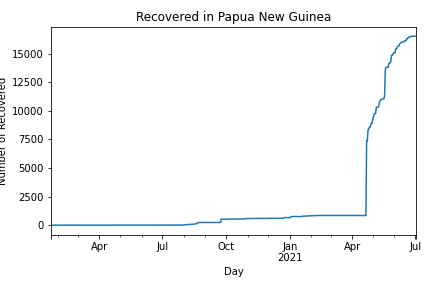 Recovered in Papua New Guinea
Number of Recovered
15000
12500
10000
7500
5000
2500
0
Apr Jul Oct Jan Apr Jul
2021
Day